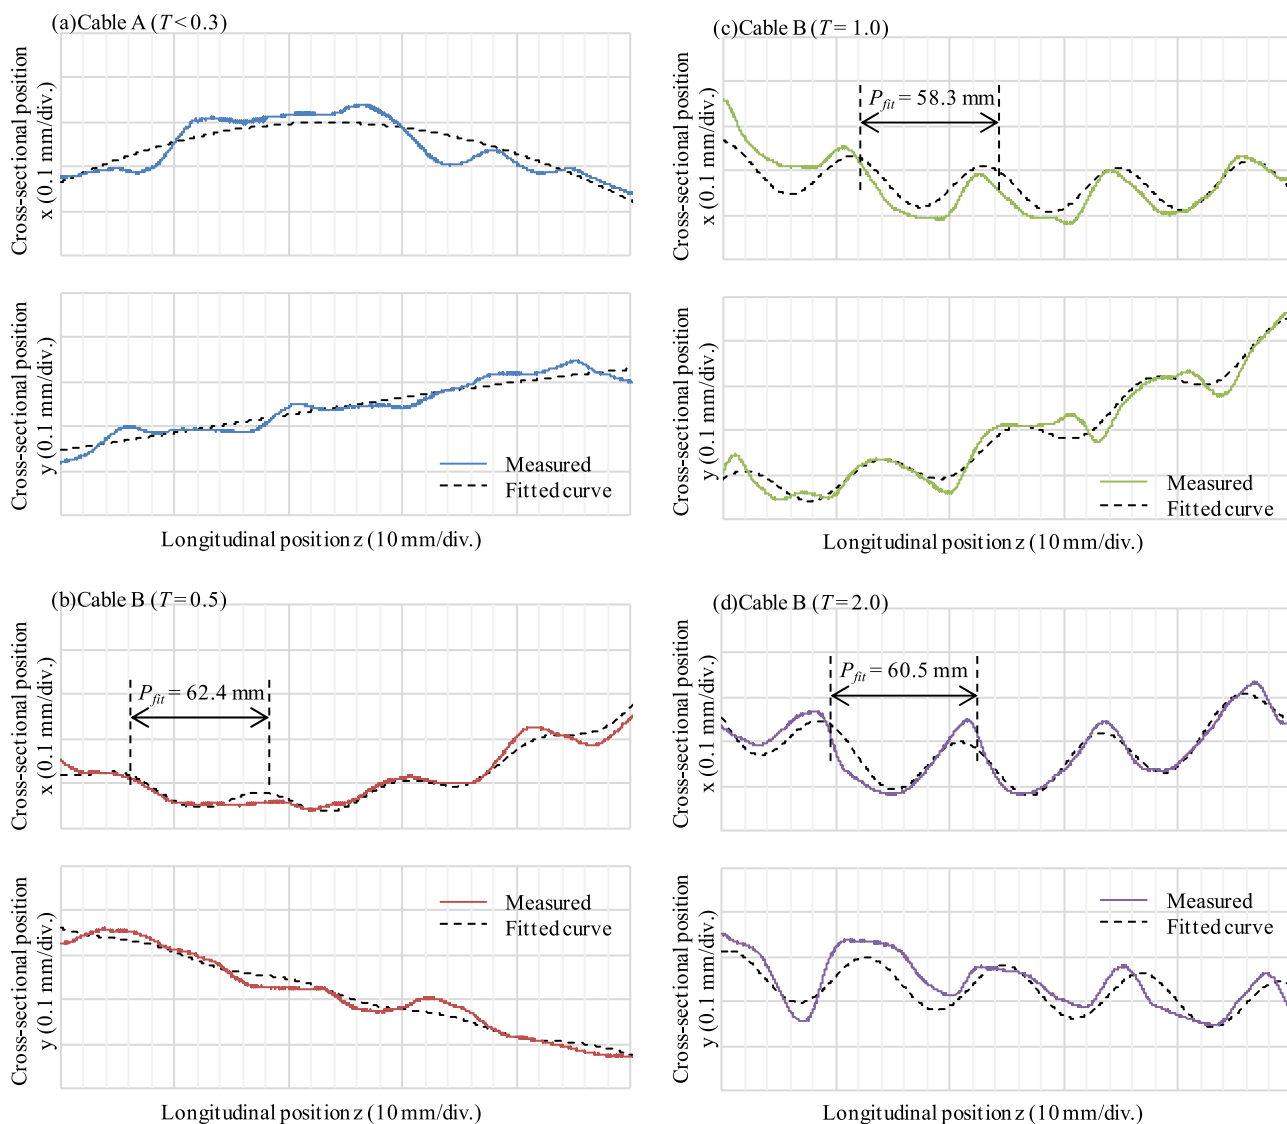 (a)Cable A (T< 0.3)
Cross-sectional position
x (0.1 mm/div.)
Cross-sectional position
y (0.1 mm/div.)
Measured
Fitted curve
Longitudinal position z (10 mm/div.)
(b)Cable B (T= 0.5)
Cross-sectional position
x (0.1 mm/div.)
Pfit = 62.4 mm
Cross-sectional position
y (0.1 mm/div.)
Measured
Fitted curve
Longitudinal position z (10 mm/div.)
(c)Cable B (T= 1.0)
Cross-sectional position
x (0.1 mm/div.)
Pfit = 58.3 mm
Cross-sectional position
y (0.1 mm/div.)
Measured
Fitted curve
Longitudinal position z (10 mm/div.)
(d)Cable B (T=2.0)
Cross-sectional position
x (0.1 mm/div.)
Pfit = 60.5 mm
Cross-sectional position
y (0.1 mm/div.)
Measured
Fitted curve
Longitudinal position z (10 mm/div.)